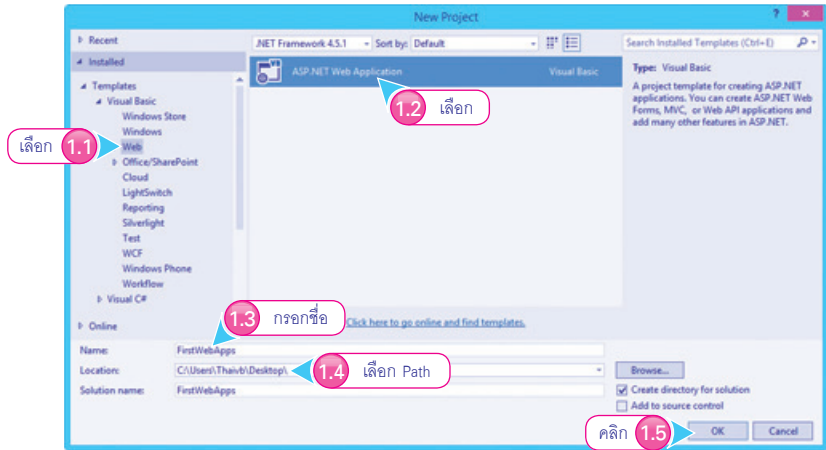 New Project
? ×
Recent
.NET Framework 4.5.1
Sort by: Default
Search Installed Templates (Ctrl+E)
Installed
Templates
Visual Basic
Windows Store
Windows
Web
Office/SharePoint
Cloud
LightSwitch
Reporting
Silverlight
Test
WCF
Windows Phone
Workflow
Visual C#
Online
เลือก 1.1
ASP.NET Web Application
Visual Basic
1.2 เลือก
Type: Visual Basic
A project template for creating ASP.NET
applications. You can create ASP.NET Web
Forms, MVC, or Web API applications and
add many other features in ASP.NET.
1.3 กรอกชื่อ
Click here to go online and find templates.
Name: FirstWebApps
Location: C:\Users\Thaivb\Desktop\
1.4 เลือก Path
Browse...
Solution name: FirstWebApps
Create directory for solution
Add to source control
คลิก 1.5
OK
Cancel